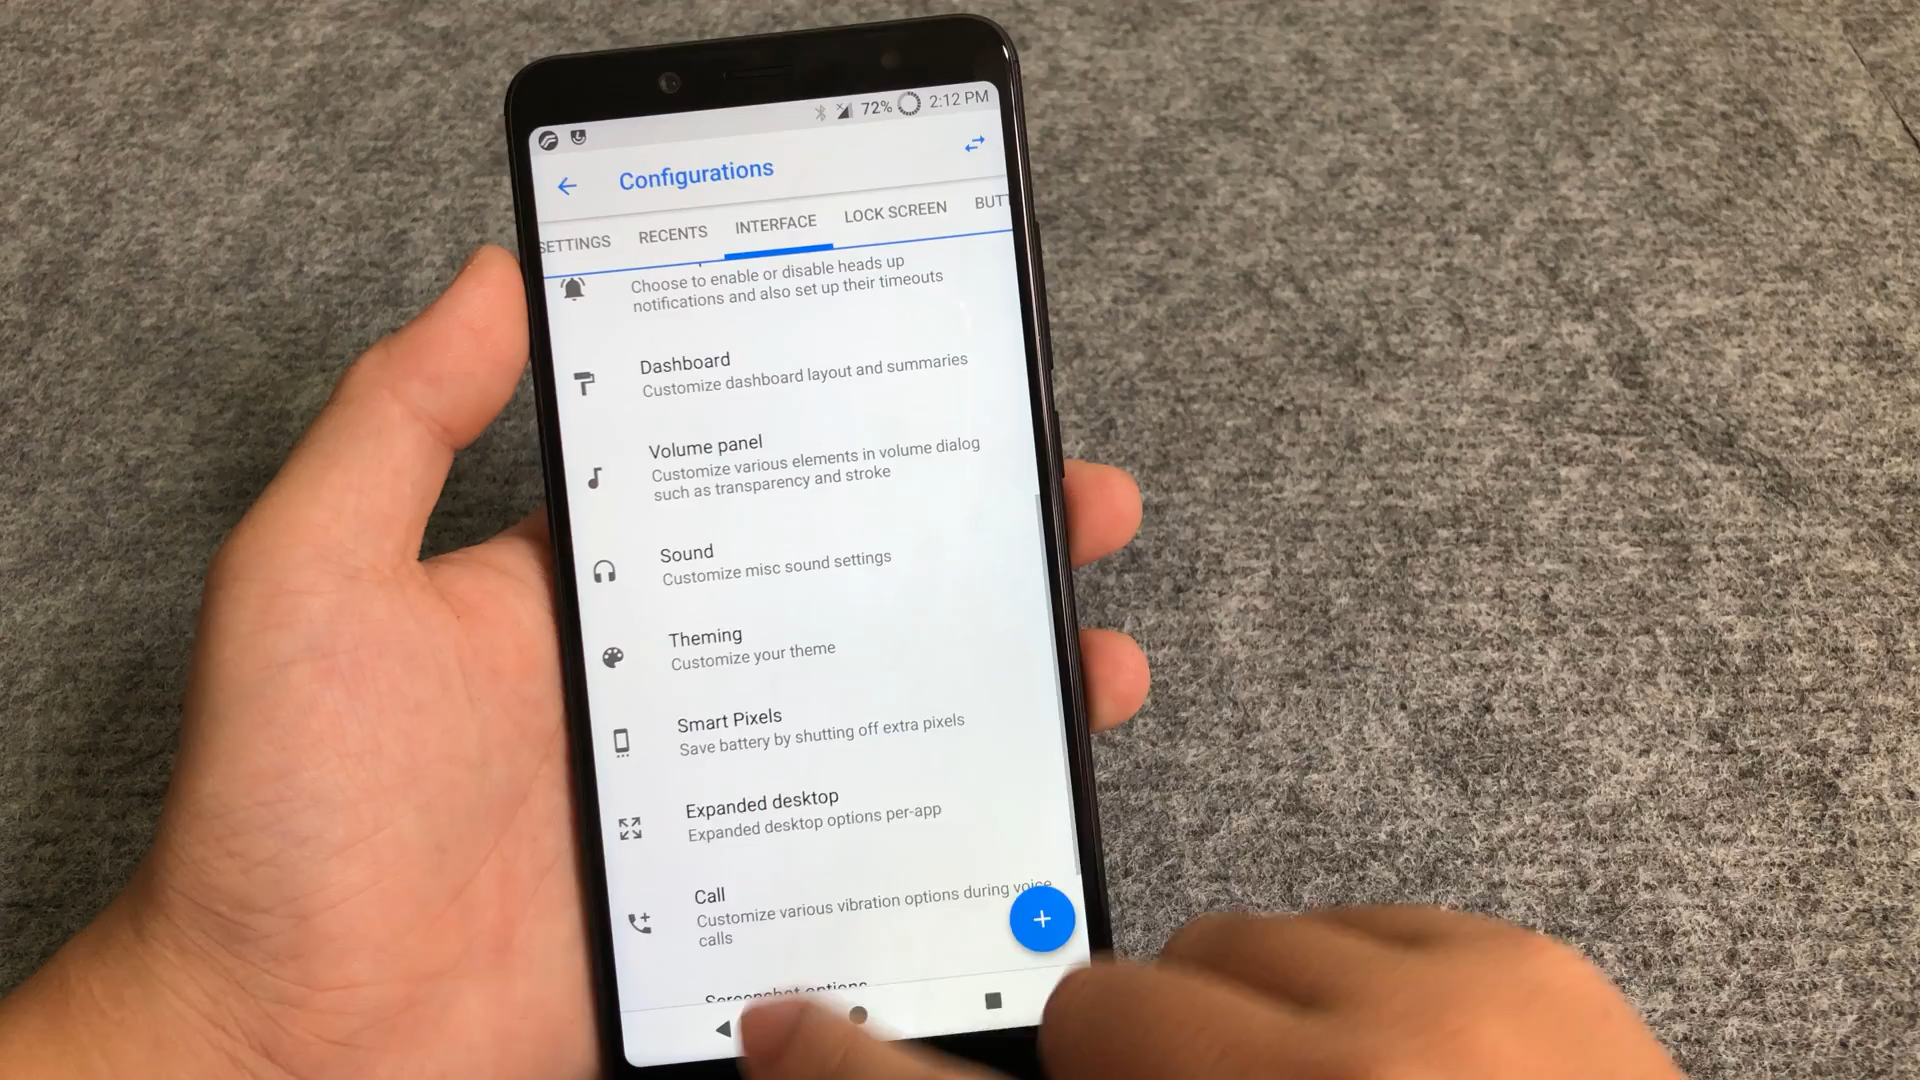 72% 2:12 PM
Configurations
SETTINGS RECENTS INTERFACE LOCK SCREEN BUTT
Choose to enable or disable heads up
notifications and also set up their timeouts
Dashboard
Customize dashboard layout and summaries
Volume panel
Customize various elements in volume dialog
such as transparency and stroke
Sound
Customize misc sound settings
Theming
Customize your theme
Smart Pixels
Save battery by shutting off extra pixels
Expanded desktop
Expanded desktop options per-app
Call
Customize various vibration options during voice
calls
Screenshot options